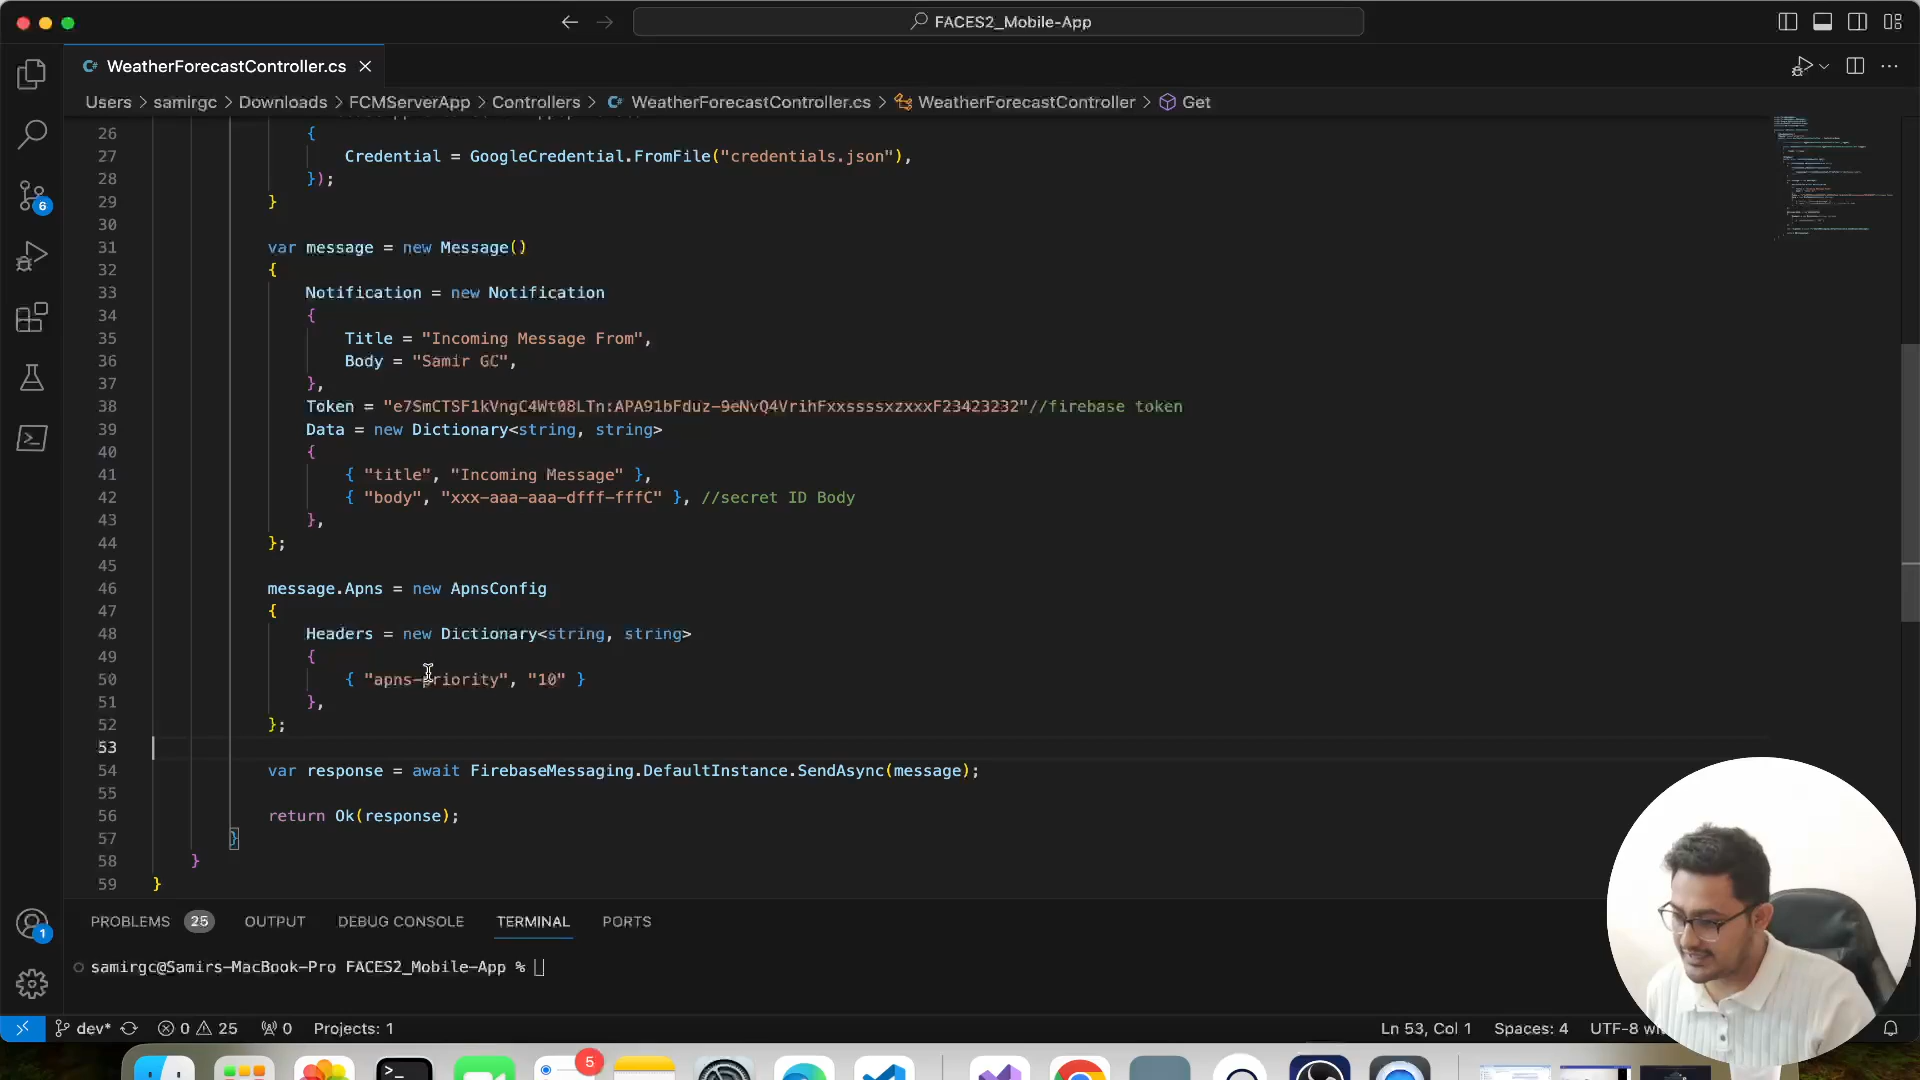 FACES2_Mobile-App
WeatherForecastController.cs
Users > samirgc > Downloads > FCMServerApp > Controllers > WeatherForecastController.cs > WeatherForecastController > Get
26 {
27 Credential = GoogleCredential.FromFile("credentials.json"),
28 });
29 }
30
31 var message = new Message()
32 {
33 Notification = new Notification
34 {
35 Title = "Incoming Message From",
36 Body = "Samir GC",
37 },
38 Token = "e7SmCTSF1kVngC4Wt08LTn:APA91bFduz-9eNvQ4VrihFxxssssxzxxxF23423232"//firebase token
39 Data = new Dictionary<string, string>
40 {
41 { "title", "Incoming Message" },
42 { "body", "xxx-aaa-aaa-dfff-fffC" }, //secret ID Body
43 },
44 };
45
46 message.Apns = new ApnsConfig
47 {
48 Headers = new Dictionary<string, string>
49 {
50 { "apns-priority", "10" }
51 },
52 };
53
54 var response = await FirebaseMessaging.DefaultInstance.SendAsync(message);
55
56 return Ok(response);
57 }
58 }
59 }
6
1
PROBLEMS 25 OUTPUT DEBUG CONSOLE TERMINAL PORTS
samirgc@Samirs-MacBook-Pro FACES2_Mobile-App %
dev* 0 25 0 Projects: 1 Ln 53, Col 1 Spaces: 4 UTF-8
5